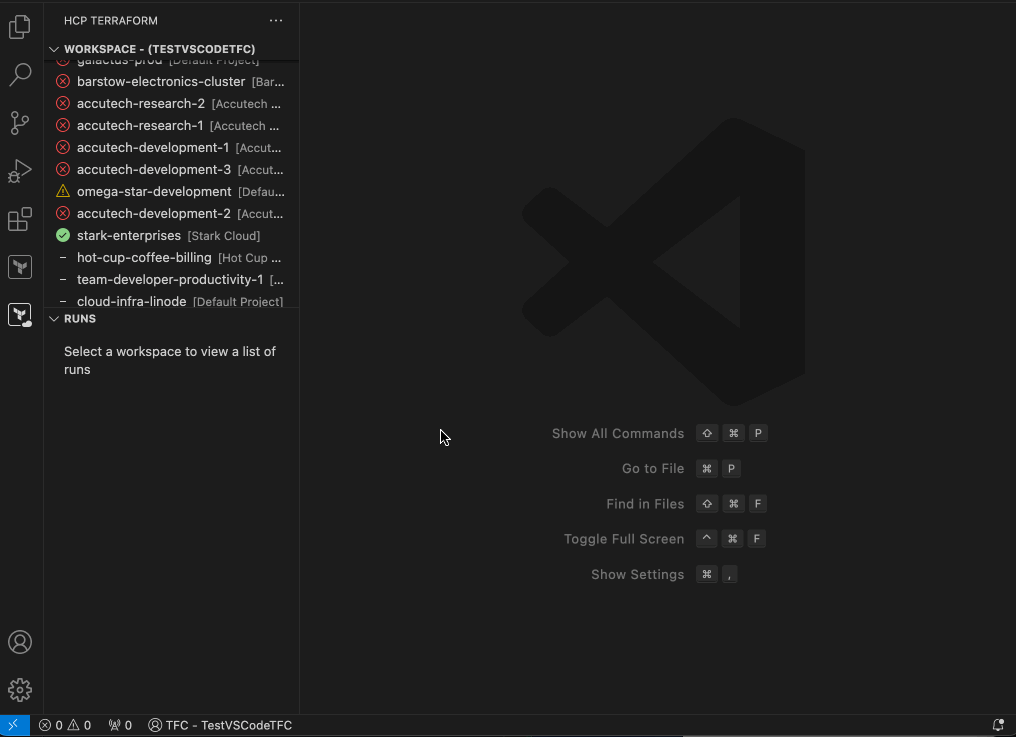 HCP TERRAFORM
WORKSPACE - (TESTVSCODETFC)
galactus-prod [Default Project]
barstow-electronics-cluster [Bar...
accutech-research-2 [Accutech ...
accutech-research-1 [Accutech ...
accutech-development-1 [Accut...
accutech-development-3 [Accut...
omega-star-development [Defau...
accutech-development-2 [Accut...
stark-enterprises [Stark Cloud]
hot-cup-coffee-billing [Hot Cup ...
team-developer-productivity-1 [...
cloud-infra-linode [Default Project]
RUNS
Select a workspace to view a list of
runs
Show All Commands ⇧ ⌘ P
Go to File ⌘ P
Find in Files ⇧ ⌘ F
Toggle Full Screen ^ ⌘ F
Show Settings ⌘ ,
0 0 0 TFC - TestVSCodeTFC